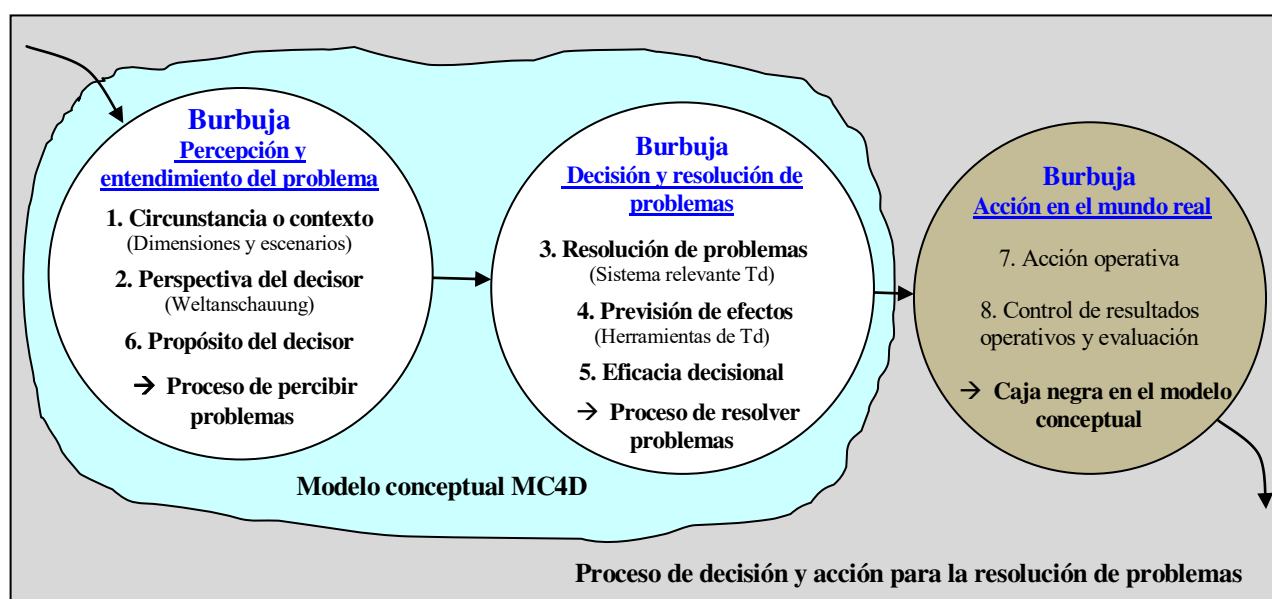 Burbuja
Percepción y
entendimiento del problema
1. Circunstancia o contexto
(Dimensiones y escenarios)
2. Perspectiva del decisor
(Weltanschauung)
6. Propósito del decisor
→ Proceso de percibir
problemas
Burbuja
Decisión y resolución de
problemas
3. Resolución de problemas
(Sistema relevante Td)
4. Previsión de efectos
(Herramientas de Td)
5. Eficacia decisional
→ Proceso de resolver
problemas
Burbuja
Acción en el mundo real
7. Acción operativa
8. Control de resultados
operativos y evaluación
→ Caja negra en el modelo
conceptual
Modelo conceptual MC4D
Proceso de decisión y acción para la resolución de problemas